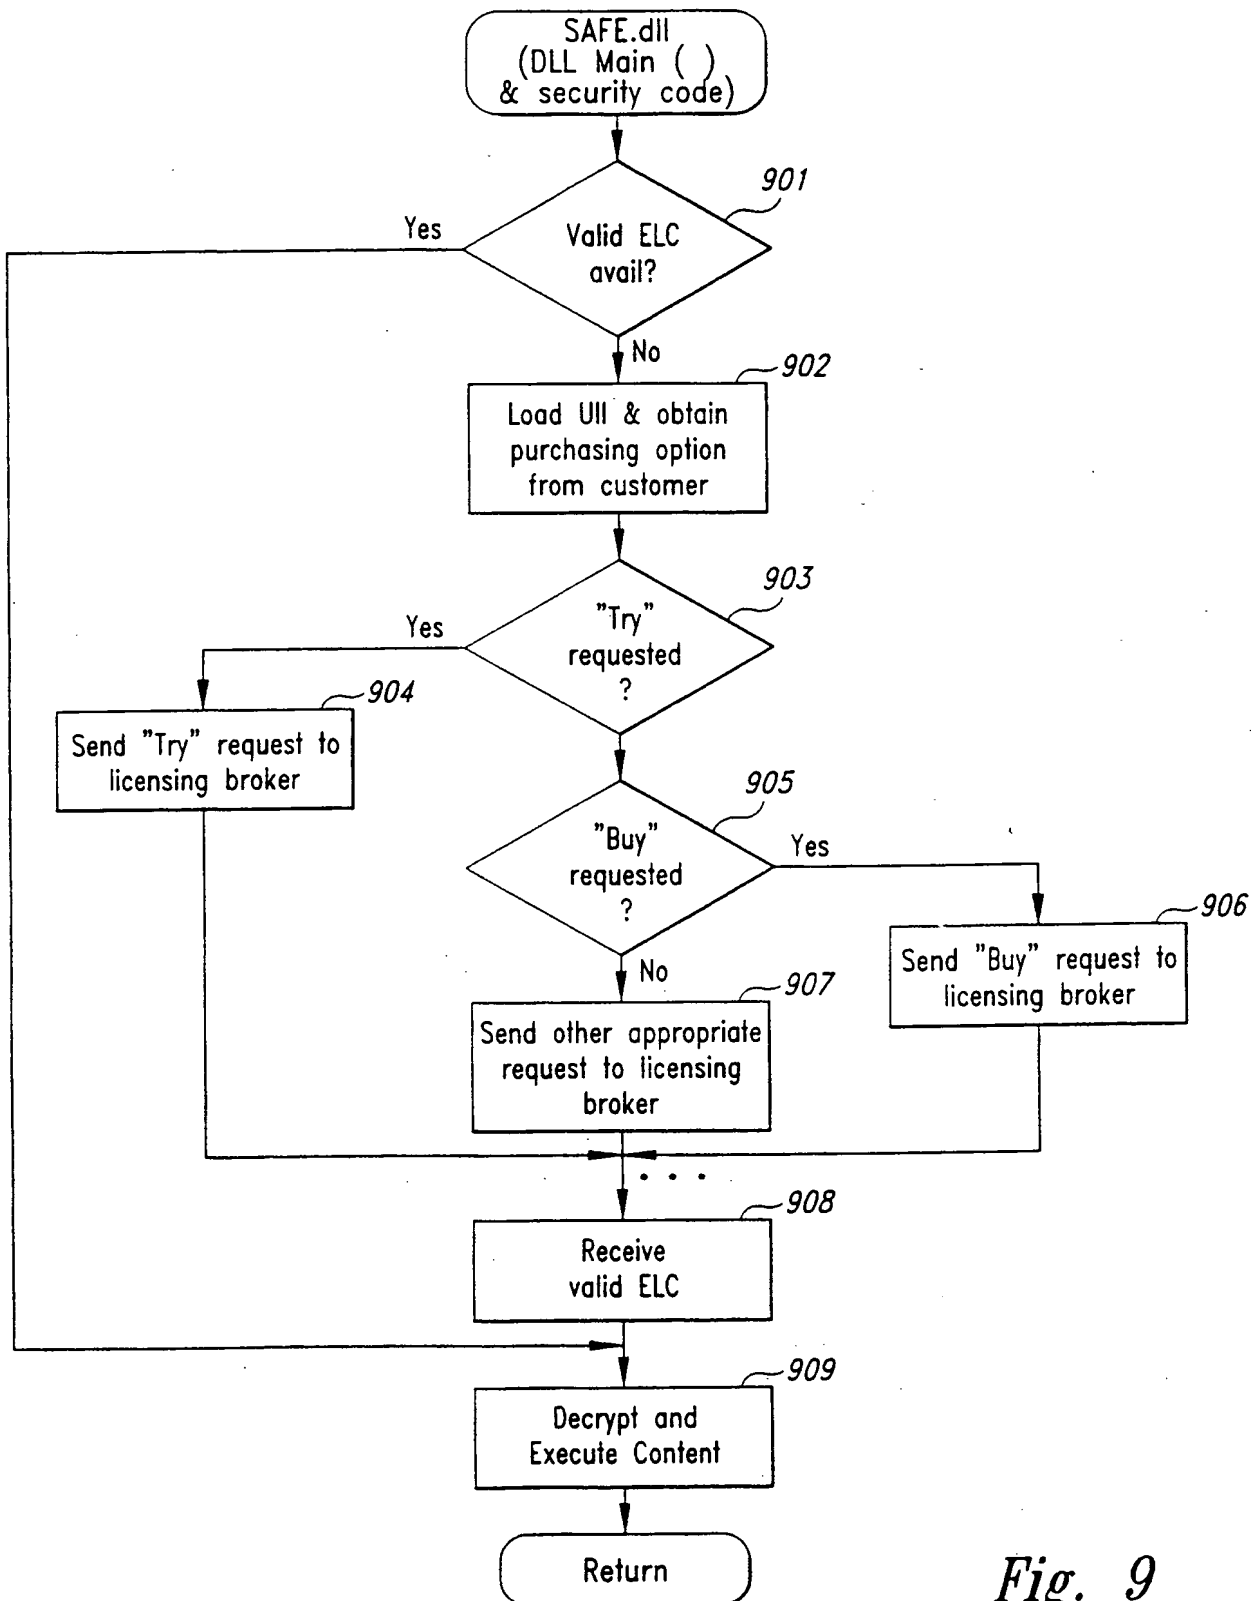 SAFE.dll
(DLL Main ( )
& security code)
901
Yes
Valid ELC
avail?
No
902
Load UII & obtain
purchasing option
from customer
903
"Try"
requested
?
Yes
904
Send "Try" request to
licensing broker
905
"Buy"
requested
?
Yes
906
Send "Buy" request to
licensing broker
No
907
Send other appropriate
request to licensing
broker
. . .
908
Receive
valid ELC
909
Decrypt and
Execute Content
Return
Fig. 9